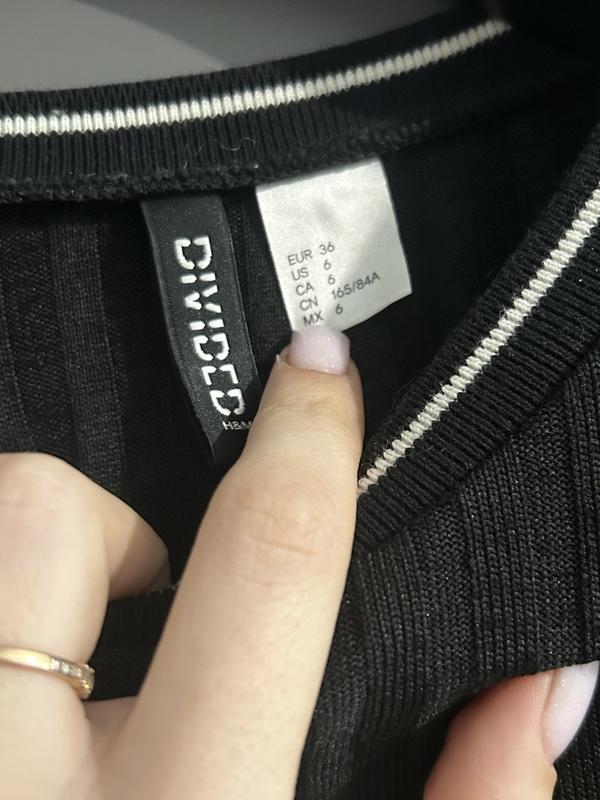 DIVIDED
H&M
EUR 36
US 6
CA 6
CN 165/84A
MX 6